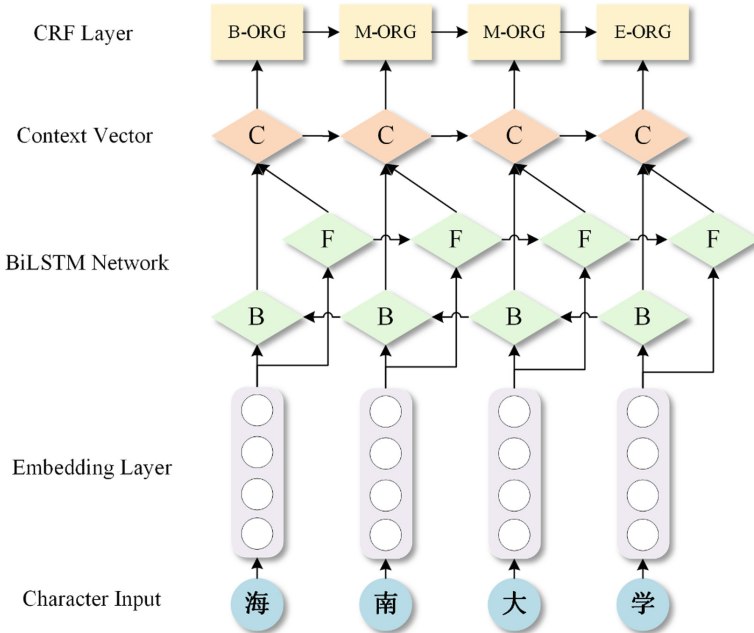 CRF Layer
B-ORG M-ORG M-ORG E-ORG
Context Vector
C C C C
F F F F
BiLSTM Network
B B B B
Embedding Layer
Character Input
海 南 大 学